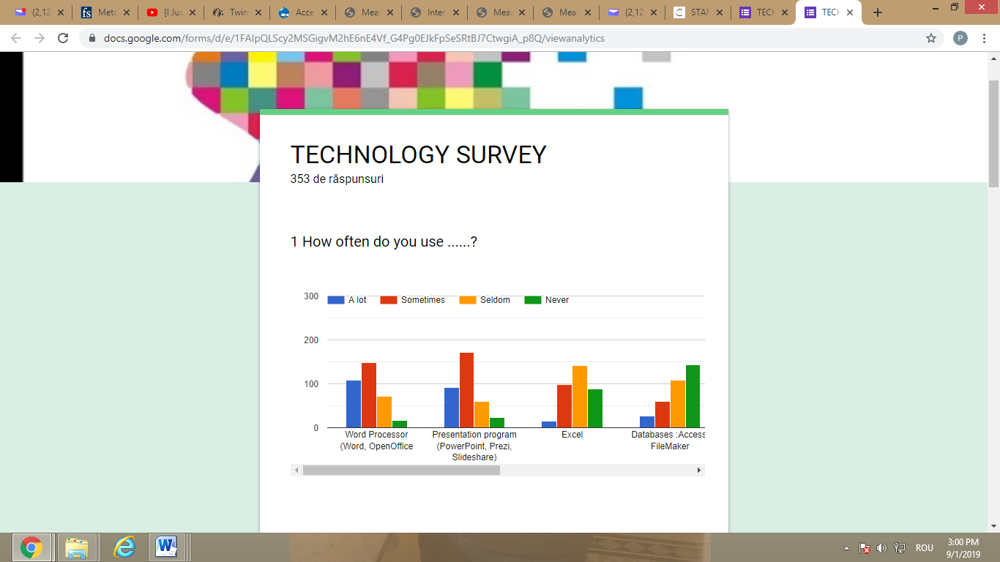 (2,12
Meto
[I Jus
Twin
Acce
Meas
Inter
Meas
Meas
(2,12
STAN
TECH
TECH
docs.google.com/forms/d/e/1FAIpQLScy2MSGigvM2hE6nE4Vf_G4Pg0EJkFpSeSRtBJ7CtwgiA_p8Q/viewanalytics
P
TECHNOLOGY SURVEY
353 de răspunsuri
1 How often do you use ......?
A lot
Sometimes
Seldom
Never
300
200
100
0
Word Processor
(Word, OpenOffice
Presentation program
(PowerPoint, Prezi,
Slideshare)
Excel
Databases :Access
FileMaker
ROU
3:00 PM
9/1/2019